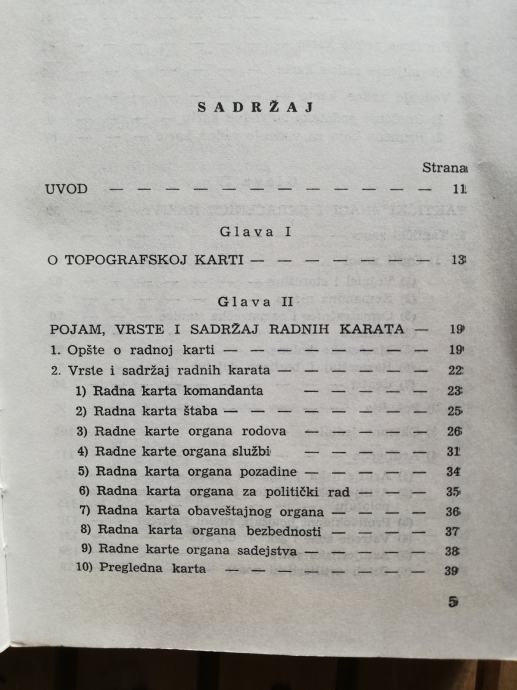 SADRŽAJ
Strana
UVOD — — — — — — — — — — — — — 11
Glava I
O TOPOGRAFSKOJ KARTI — — — — — — — — 13
Glava II
POJAM, VRSTE I SADRŽAJ RADNIH KARATA — 19
1. Opšte o radnoj karti — — — — — — — — — 19
2. Vrste i sadržaj radnih karata — — — — — — — 22
1) Radna karta komandanta — — — — — — 23
2) Radna karta štaba — — — — — — — — 25
3) Radne karte organa rodova — — — — — — 26
4) Radne karte organa službi — — — — — — 31
5) Radna karta organa pozadine — — — — — — 34
6) Radna karta organa za politički rad — — — — 35
7) Radna karta obaveštajnog organa — — — — — 36
8) Radna karta organa bezbednosti — — — — — 37
9) Radne karte organa sadejstva — — — — — — 38
10) Pregledna karta — — — — — — — — — 39
5